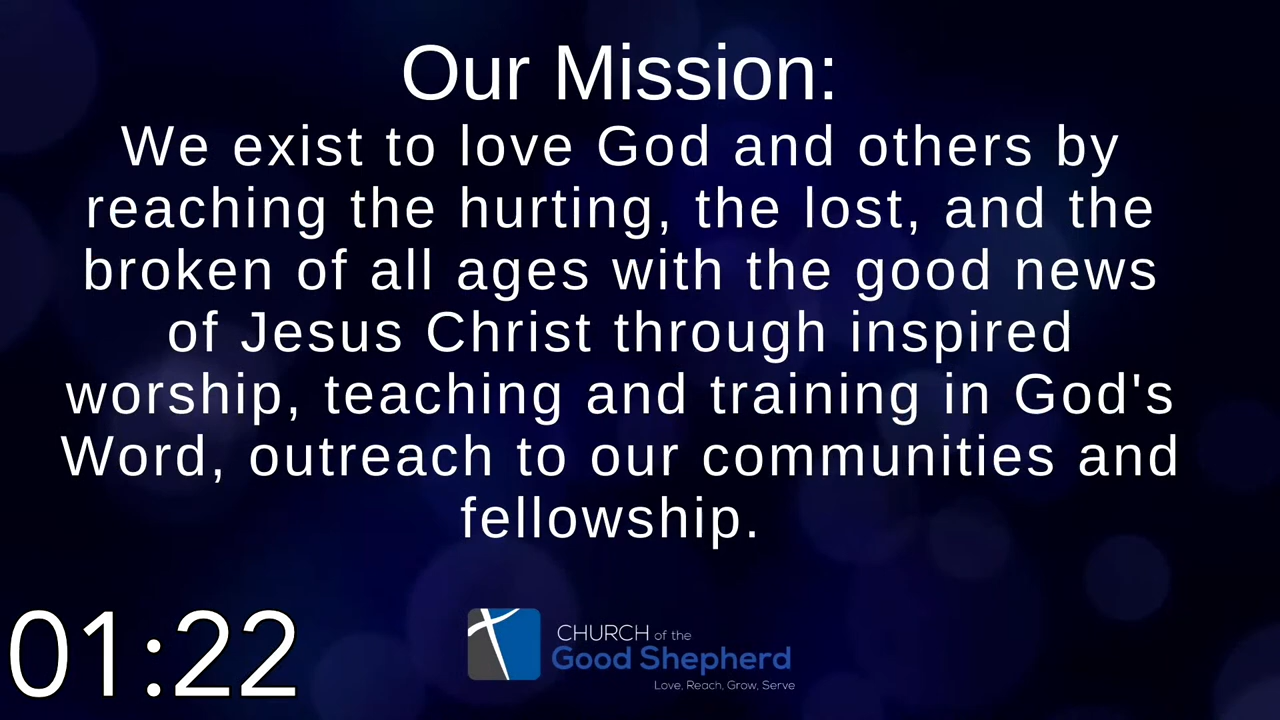 Our Mission:
We exist to love God and others by
reaching the hurting, the lost, and the
broken of all ages with the good news
of Jesus Christ through inspired
worship, teaching and training in God's
Word, outreach to our communities and
fellowship.
01:22
CHURCH of the
Good Shepherd
Love, Reach, Grow, Serve